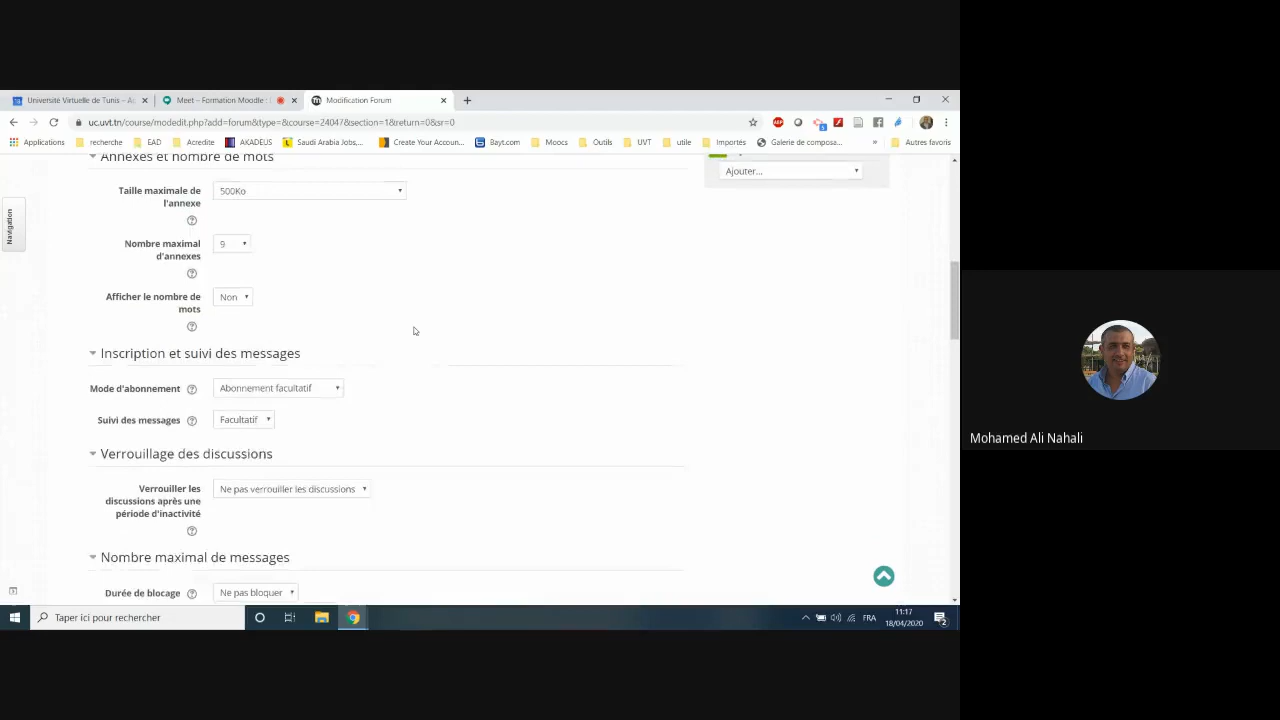 Université Virtuelle de Tunis – Ac
Meet – Formation Moodle :
Modification Forum
uc.uvt.tn/course/modedit.php?add=forum&type=&course=24047&section=1&return=0&sr=0
Applications
recherche
EAD
Acredite
AKADEUS
Saudi Arabia Jobs,...
Create Your Accoun...
Bayt.com
Moocs
Outils
UVT
utile
Importés
Galerie de composa...
»
Autres favoris
Navigation
Annexes et nombre de mots
Ajouter...
Taille maximale de
l'annexe
500Ko
Nombre maximal
d'annexes
9
Afficher le nombre de
mots
Non
Inscription et suivi des messages
Mode d'abonnement
Abonnement facultatif
Suivi des messages
Facultatif
Verrouillage des discussions
Verrouiller les
discussions après une
période d'inactivité
Ne pas verrouiller les discussions
Nombre maximal de messages
Durée de blocage
Ne pas bloquer
Taper ici pour rechercher
FRA
11:17
18/04/2020
2
Mohamed Ali Nahali